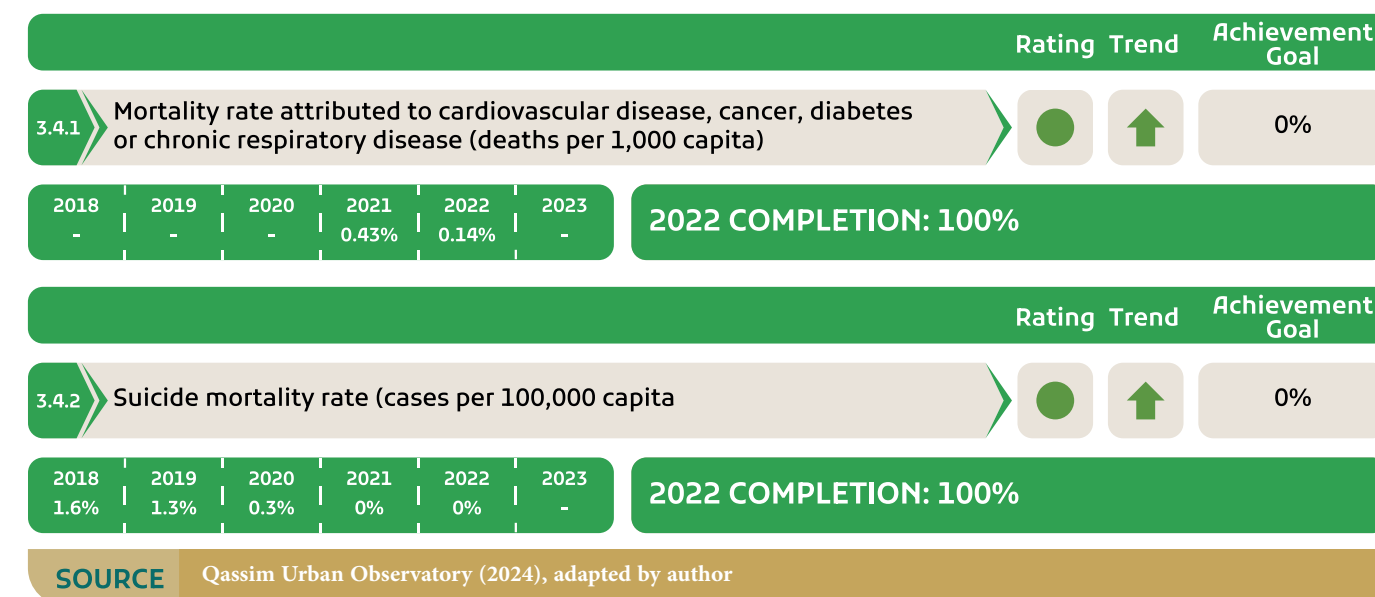 Rating Trend Achievement Goal
3.4.1 Mortality rate attributed to cardiovascular disease, cancer, diabetes
or chronic respiratory disease (deaths per 1,000 capita)
0%
2018 2019 2020 2021 2022 2023
- - - 0.43% 0.14% -
2022 COMPLETION: 100%
Rating Trend Achievement Goal
3.4.2 Suicide mortality rate (cases per 100,000 capita
0%
2018 2019 2020 2021 2022 2023
1.6% 1.3% 0.3% 0% 0% -
2022 COMPLETION: 100%
SOURCE Qassim Urban Observatory (2024), adapted by author